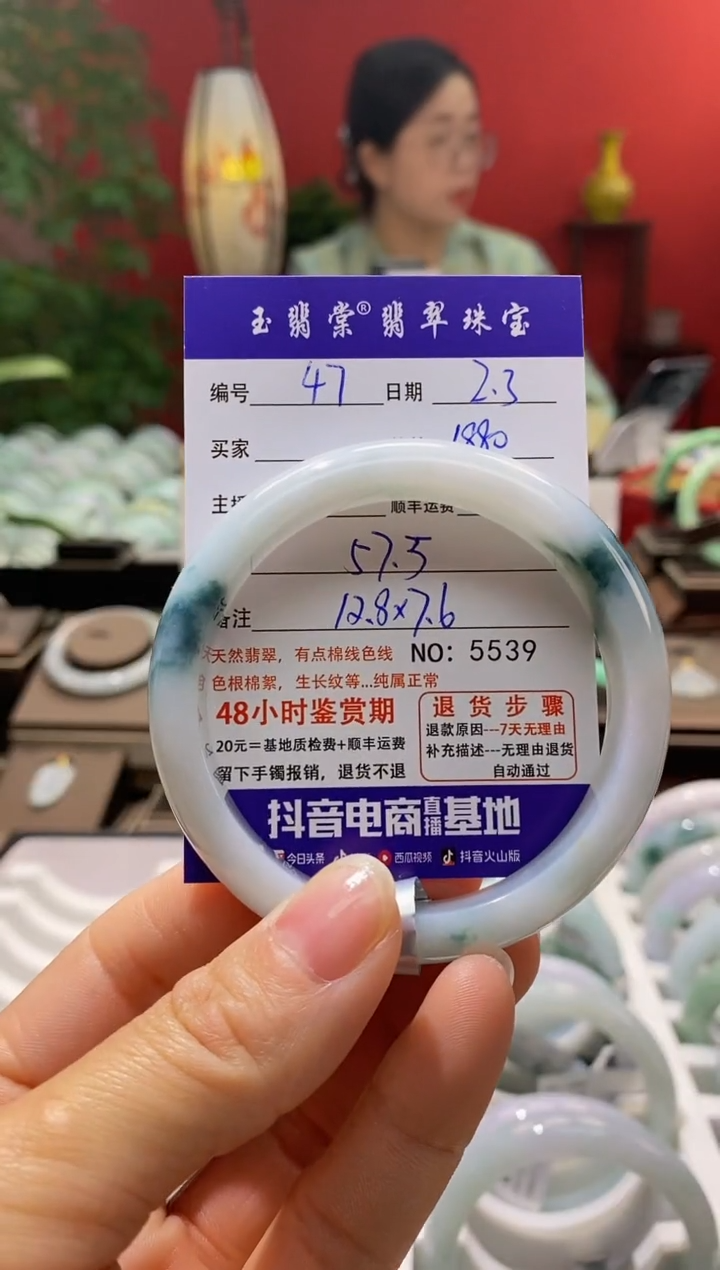 玉翡棠® 翡翠珠宝
编号 47 日期 2.3
买家 1880
主 顺丰运费
57.5
备注 12.8×7.6
天然翡翠，有点棉线色线 NO: 5539
色根棉絮，生长纹等...纯属正常
48小时鉴赏期
20元=基地质检费+顺丰运费
留下手镯报销，退货不退
退货步骤
退款原因---7天无理由
补充描述---无理由退货
自动通过
抖音电商直播基地
今日头条 西瓜视频 抖音火山版